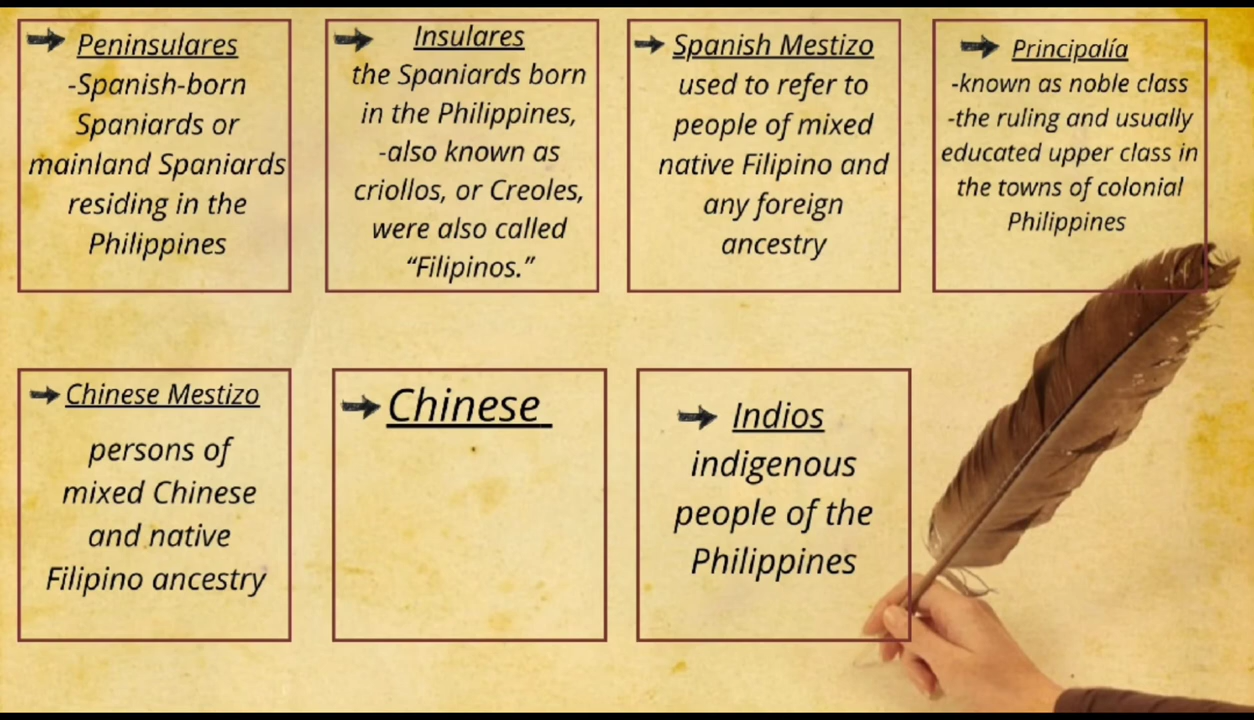 Peninsulares
-Spanish-born
Spaniards or
mainland Spaniards
residing in the
Philippines
Insulares
the Spaniards born
in the Philippines,
-also known as
criollos, or Creoles,
were also called
“Filipinos.”
Spanish Mestizo
used to refer to
people of mixed
native Filipino and
any foreign
ancestry
Principalía
-known as noble class
-the ruling and usually
educated upper class in
the towns of colonial
Philippines
Chinese Mestizo
persons of
mixed Chinese
and native
Filipino ancestry
Chinese
Indios
indigenous
people of the
Philippines